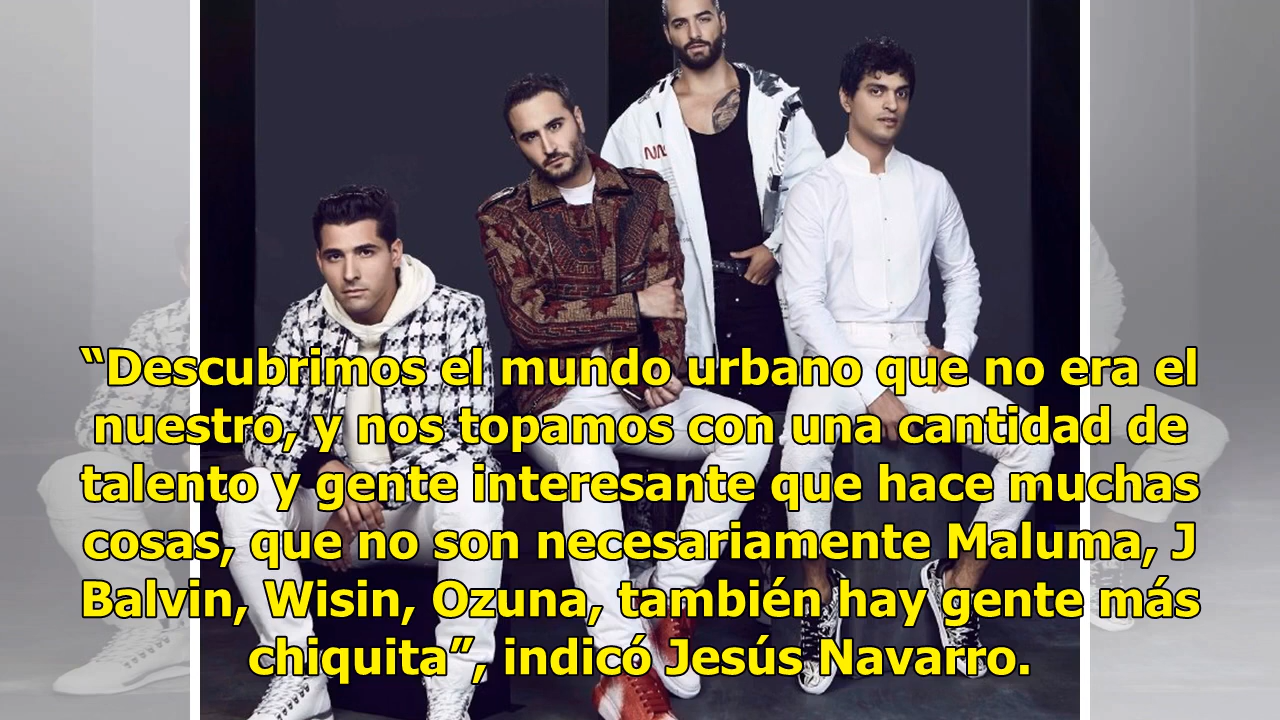 “Descubrimos el mundo urbano que no era el
nuestro, y nos topamos con una cantidad de
talento y gente interesante que hace muchas
cosas, que no son necesariamente Maluma, J
Balvin, Wisin, Ozuna, también hay gente más
chiquita”, indicó Jesús Navarro.